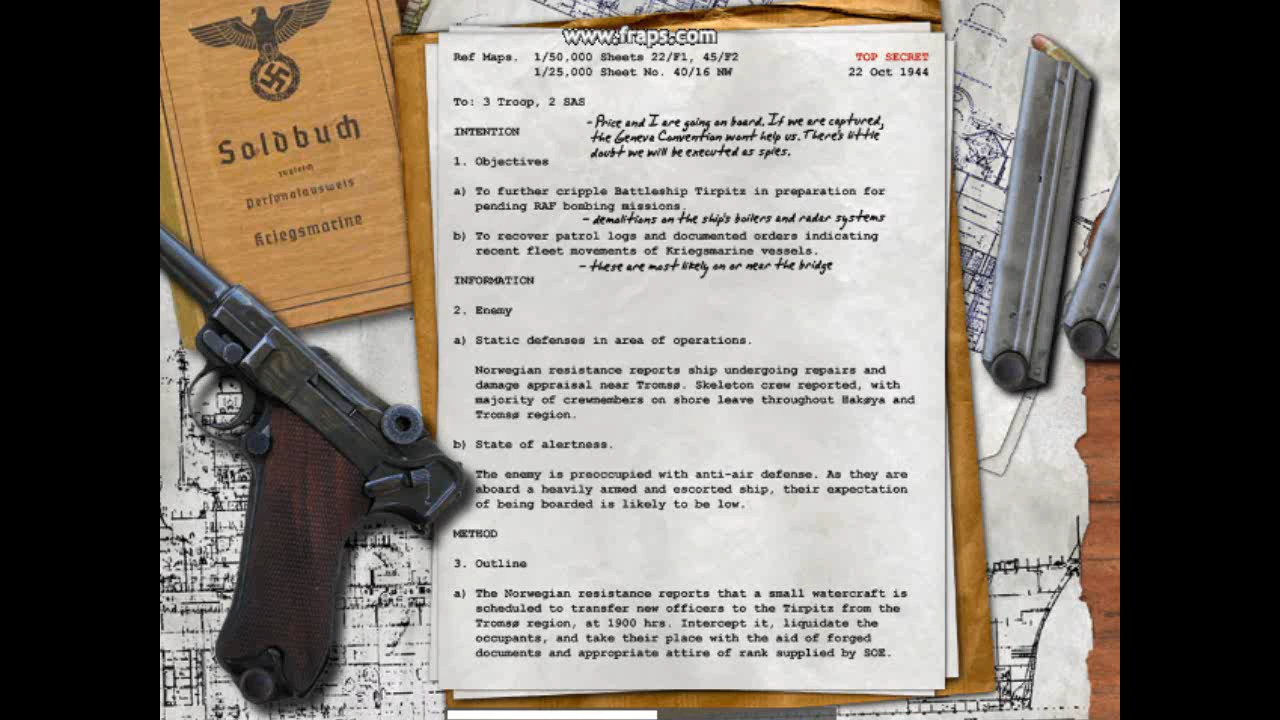 www.fraps.com
Soldbuch
zugleich
Personalausweis
Kriegsmarine
Ref Maps. 1/50,000 Sheets 22/F1, 45/F2
1/25,000 Sheet No. 40/16 NW
TOP SECRET
22 Oct 1944
To: 3 Troop, 2 SAS
- Price and I are going on board. If we are captured,
the Geneva Convention wont help us. There's little
doubt we will be executed as spies.
INTENTION
1. Objectives
a) To further cripple Battleship Tirpitz in preparation for
pending RAF bombing missions.
- demolitions on the ship's boilers and radar systems
b) To recover patrol logs and documented orders indicating
recent fleet movements of Kriegsmarine vessels.
- these are most likely on or near the bridge
INFORMATION
2. Enemy
a) Static defenses in area of operations.
Norwegian resistance reports ship undergoing repairs and
damage appraisal near Tromsø. Skeleton crew reported, with
majority of crewmembers on shore leave throughout Hakøya and
Tromsø region.
b) State of alertness.
The enemy is preoccupied with anti-air defense. As they are
aboard a heavily armed and escorted ship, their expectation
of being boarded is likely to be low.
METHOD
3. Outline
a) The Norwegian resistance reports that a small watercraft is
scheduled to transfer new officers to the Tirpitz from the
Tromsø region, at 1900 hrs. Intercept it, liquidate the
occupants, and take their place with the aid of forged
documents and appropriate attire of rank supplied by SOE.